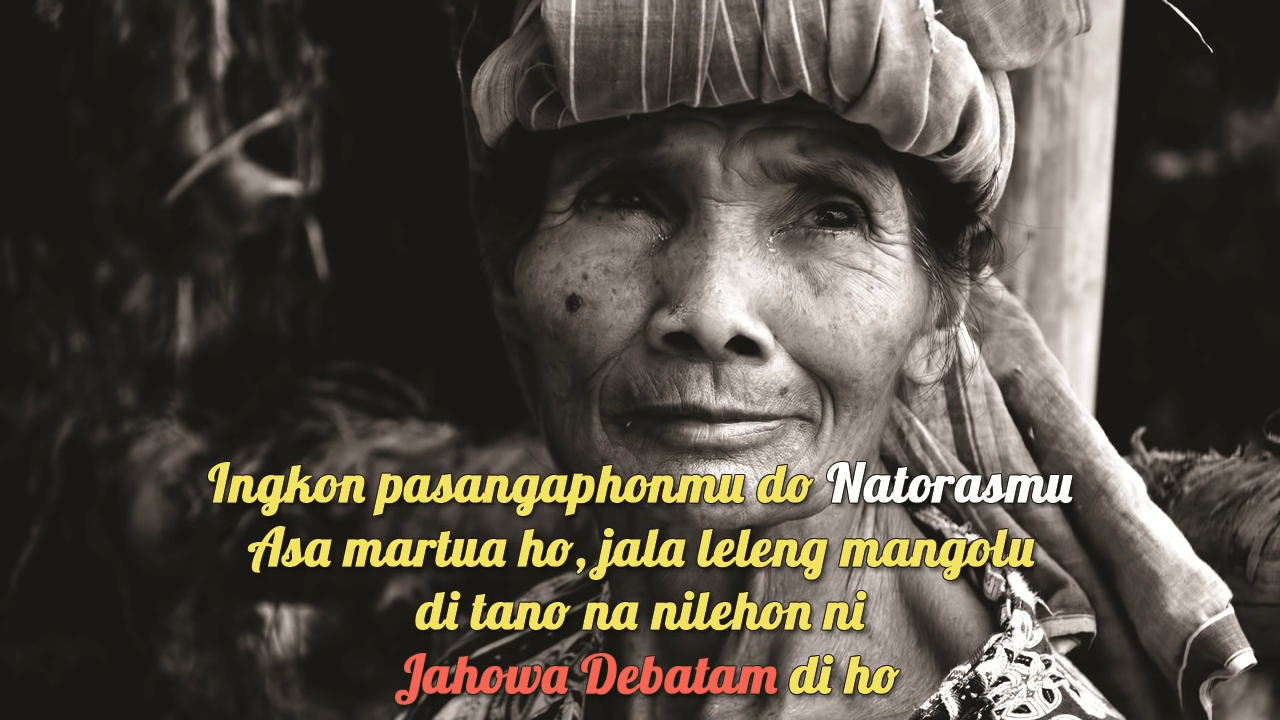 Ingkon pasangaphonmu do Natorasmu
Asa martua ho, jala leleng mangolu
di tano na nilehon ni
Jahowa Debatam di ho